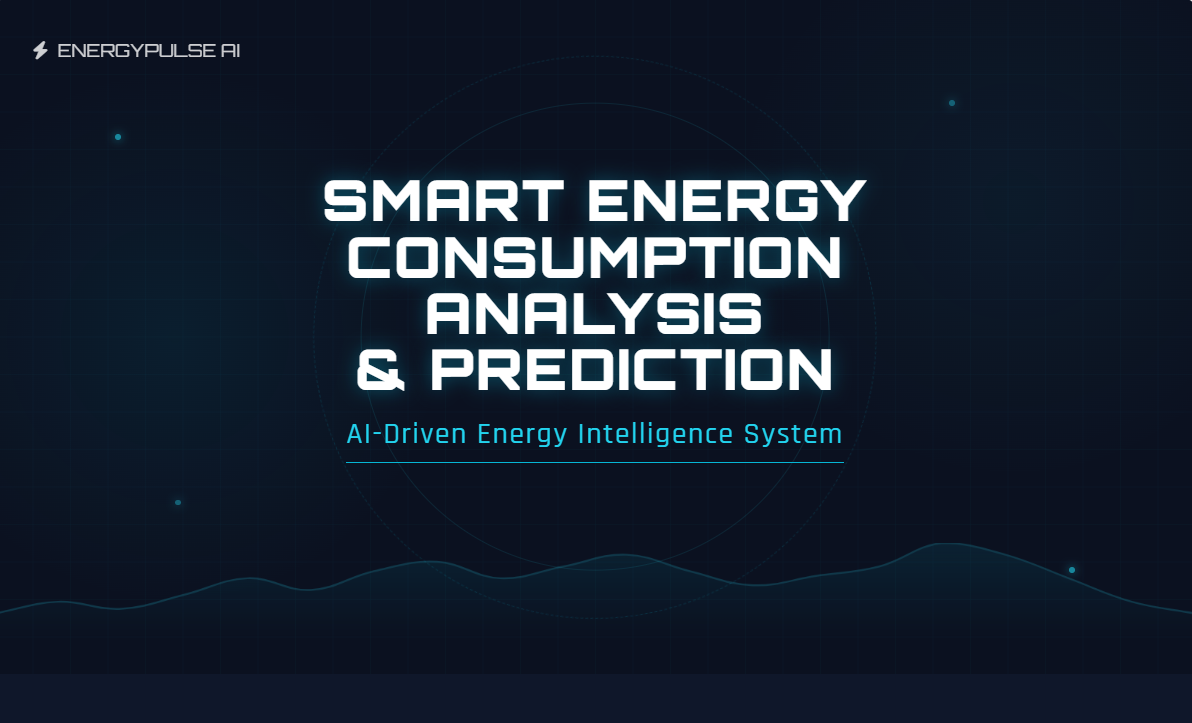 ENERGYPULSE AI
SMART ENERGY
CONSUMPTION
ANALYSIS
& PREDICTION
AI-Driven Energy Intelligence System